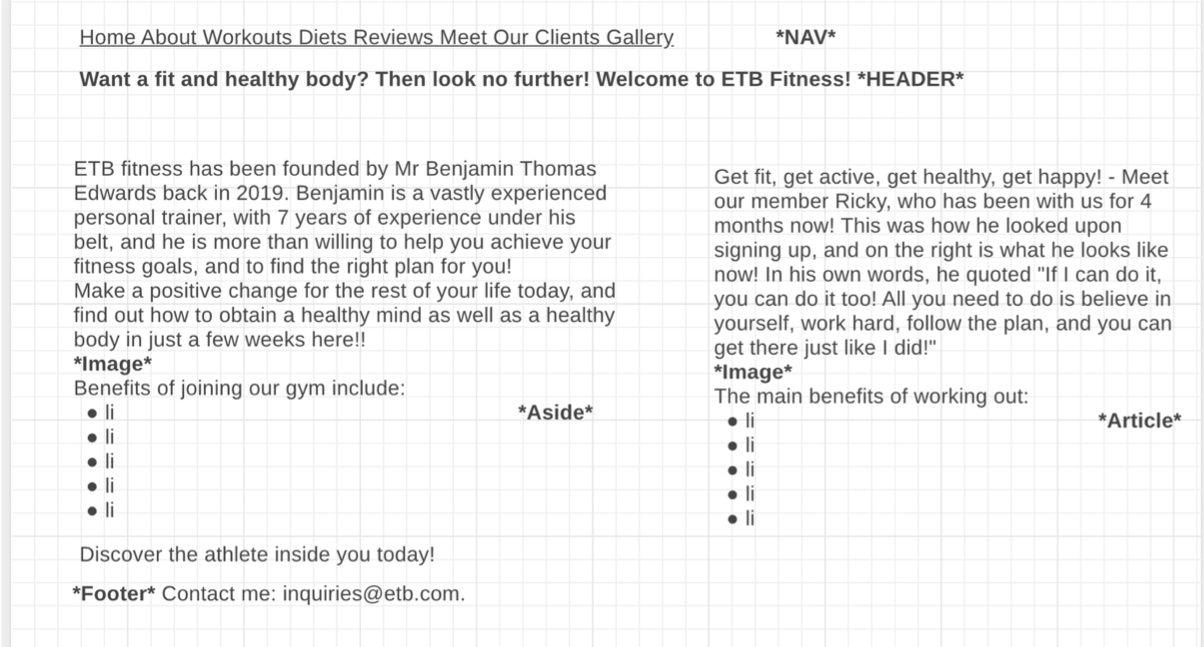 Home About Workouts Diets Reviews Meet Our Clients Gallery *NAV*
Want a fit and healthy body? Then look no further! Welcome to ETB Fitness! *HEADER*
ETB fitness has been founded by Mr Benjamin Thomas
Edwards back in 2019. Benjamin is a vastly experienced
personal trainer, with 7 years of experience under his
belt, and he is more than willing to help you achieve your
fitness goals, and to find the right plan for you!
Make a positive change for the rest of your life today, and
find out how to obtain a healthy mind as well as a healthy
body in just a few weeks here!!
*Image*
Benefits of joining our gym include:
● li
*Aside*
● li
● li
● li
● li
Get fit, get active, get healthy, get happy! - Meet
our member Ricky, who has been with us for 4
months now! This was how he looked upon
signing up, and on the right is what he looks like
now! In his own words, he quoted "If I can do it,
you can do it too! All you need to do is believe in
yourself, work hard, follow the plan, and you can
get there just like I did!"
*Image*
The main benefits of working out:
● li
*Article*
● li
● li
● li
● li
Discover the athlete inside you today!
*Footer* Contact me: inquiries@etb.com.